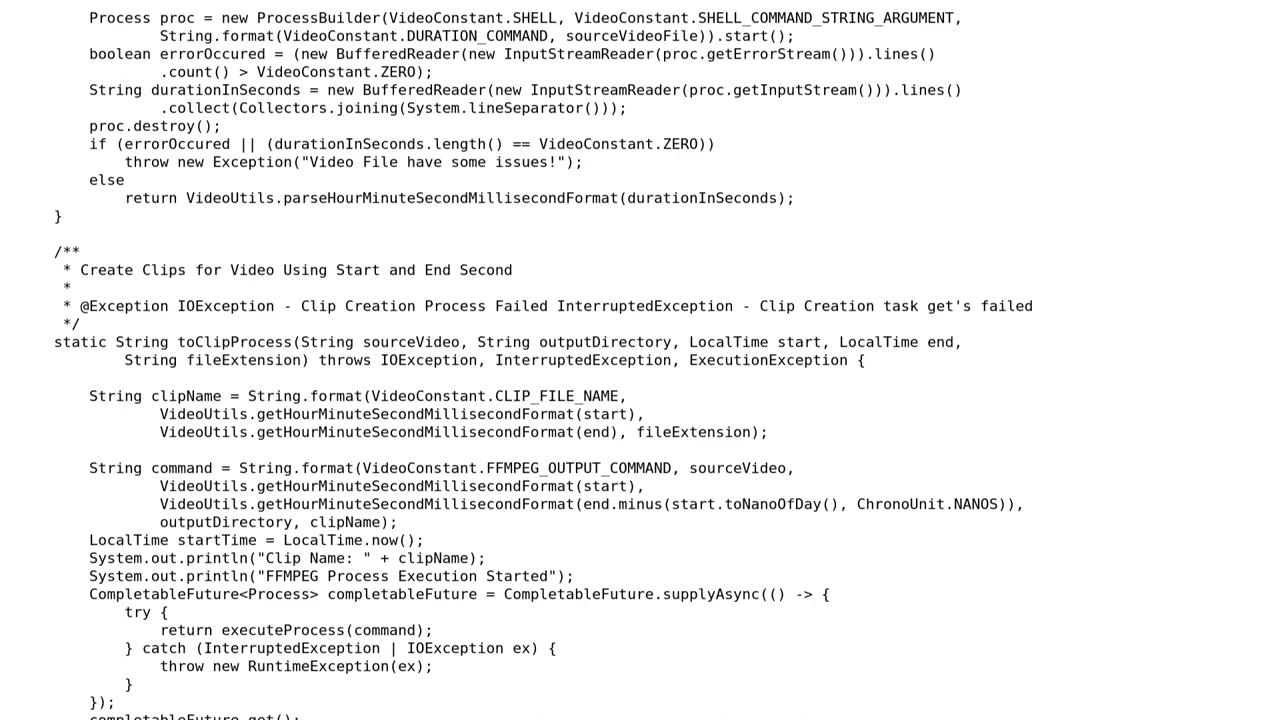 Process proc = new ProcessBuilder(VideoConstant.SHELL, VideoConstant.SHELL_COMMAND_STRING_ARGUMENT,
String.format(VideoConstant.DURATION_COMMAND, sourceVideoFile)).start();
boolean errorOccured = (new BufferedReader(new InputStreamReader(proc.getErrorStream())).lines()
.count() > VideoConstant.ZERO);
String durationInSeconds = new BufferedReader(new InputStreamReader(proc.getInputStream())).lines()
.collect(Collectors.joining(System.lineSeparator()));
proc.destroy();
if (errorOccured || (durationInSeconds.length() == VideoConstant.ZERO))
throw new Exception("Video File have some issues!");
else
return VideoUtils.parseHourMinuteSecondMillisecondFormat(durationInSeconds);
}
/**
* Create Clips for Video Using Start and End Second
*
* @Exception IOException - Clip Creation Process Failed InterruptedException - Clip Creation task get's failed
*/
static String toClipProcess(String sourceVideo, String outputDirectory, LocalTime start, LocalTime end,
String fileExtension) throws IOException, InterruptedException, ExecutionException {
String clipName = String.format(VideoConstant.CLIP_FILE_NAME,
VideoUtils.getHourMinuteSecondMillisecondFormat(start),
VideoUtils.getHourMinuteSecondMillisecondFormat(end), fileExtension);
String command = String.format(VideoConstant.FFMPEG_OUTPUT_COMMAND, sourceVideo,
VideoUtils.getHourMinuteSecondMillisecondFormat(start),
VideoUtils.getHourMinuteSecondMillisecondFormat(end.minus(start.toNanoOfDay(), ChronoUnit.NANOS)),
outputDirectory, clipName);
LocalTime startTime = LocalTime.now();
System.out.println("Clip Name: " + clipName);
System.out.println("FFMPEG Process Execution Started");
CompletableFuture<Process> completableFuture = CompletableFuture.supplyAsync(() -> {
try {
return executeProcess(command);
} catch (InterruptedException | IOException ex) {
throw new RuntimeException(ex);
}
});
completableFuture.get();